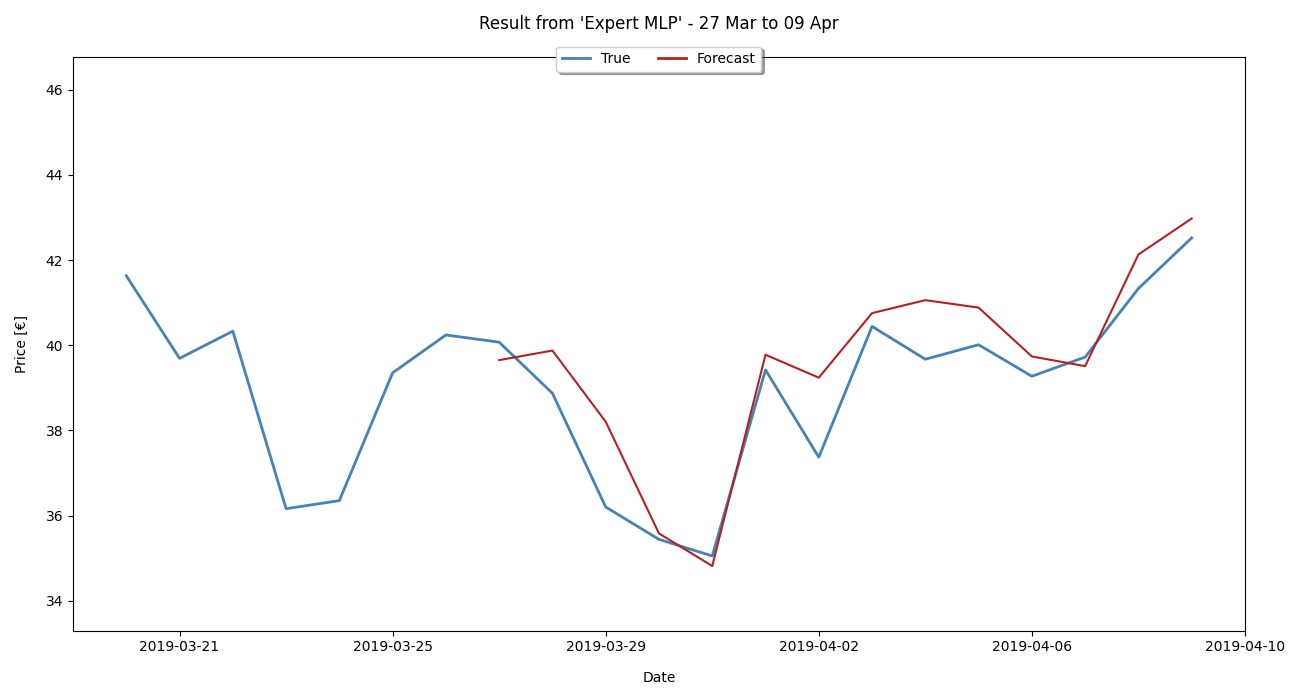 Result from 'Expert MLP' - 27 Mar to 09 Apr
True Forecast
Price [€]
46
44
42
40
38
36
34
2019-03-21 2019-03-25 2019-03-29 2019-04-02 2019-04-06 2019-04-10
Date